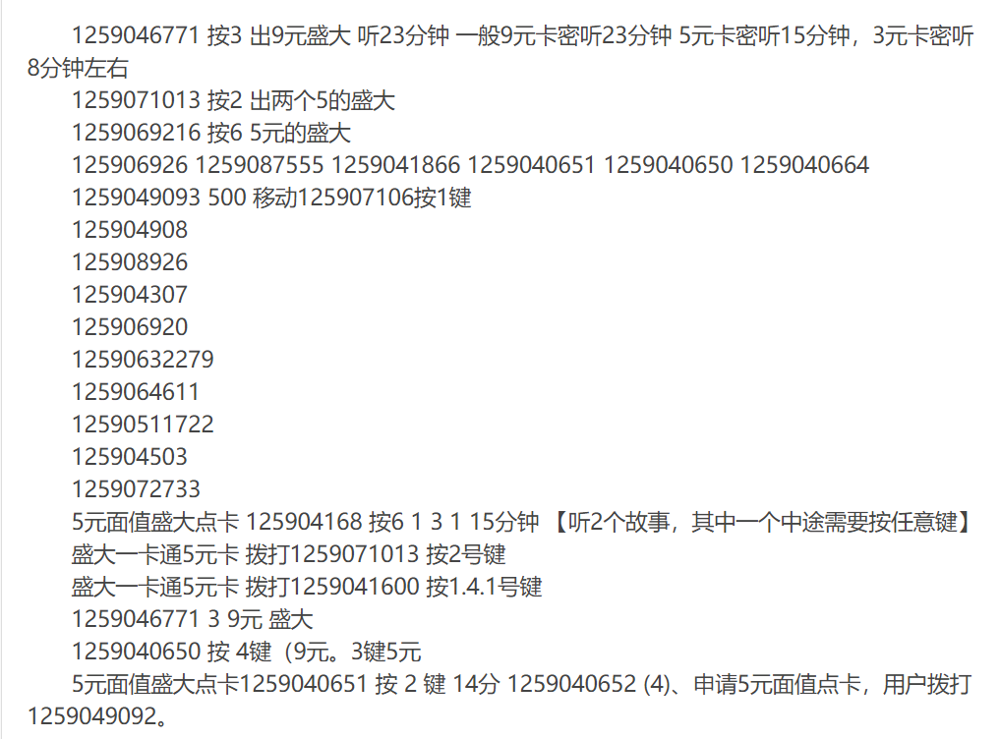 1259046771 按3 出9元盛大 听23分钟 一般9元卡密听23分钟 5元卡密听15分钟，3元卡密听
8分钟左右
1259071013 按2 出两个5的盛大
1259069216 按6 5元的盛大
125906926 1259087555 1259041866 1259040651 1259040650 1259040664
1259049093 500 移动125907106按1键
125904908
125908926
125904307
125906920
12590632279
1259064611
12590511722
125904503
1259072733
5元面值盛大点卡 125904168 按6 1 3 1 15分钟 【听2个故事，其中一个中途需要按任意键】
盛大一卡通5元卡 拨打1259071013 按2号键
盛大一卡通5元卡 拨打1259041600 按1.4.1号键
1259046771 3 9元 盛大
1259040650 按 4键（9元。3键5元
5元面值盛大点卡1259040651 按 2 键 14分 1259040652 (4)、申请5元面值点卡，用户拨打
1259049092。